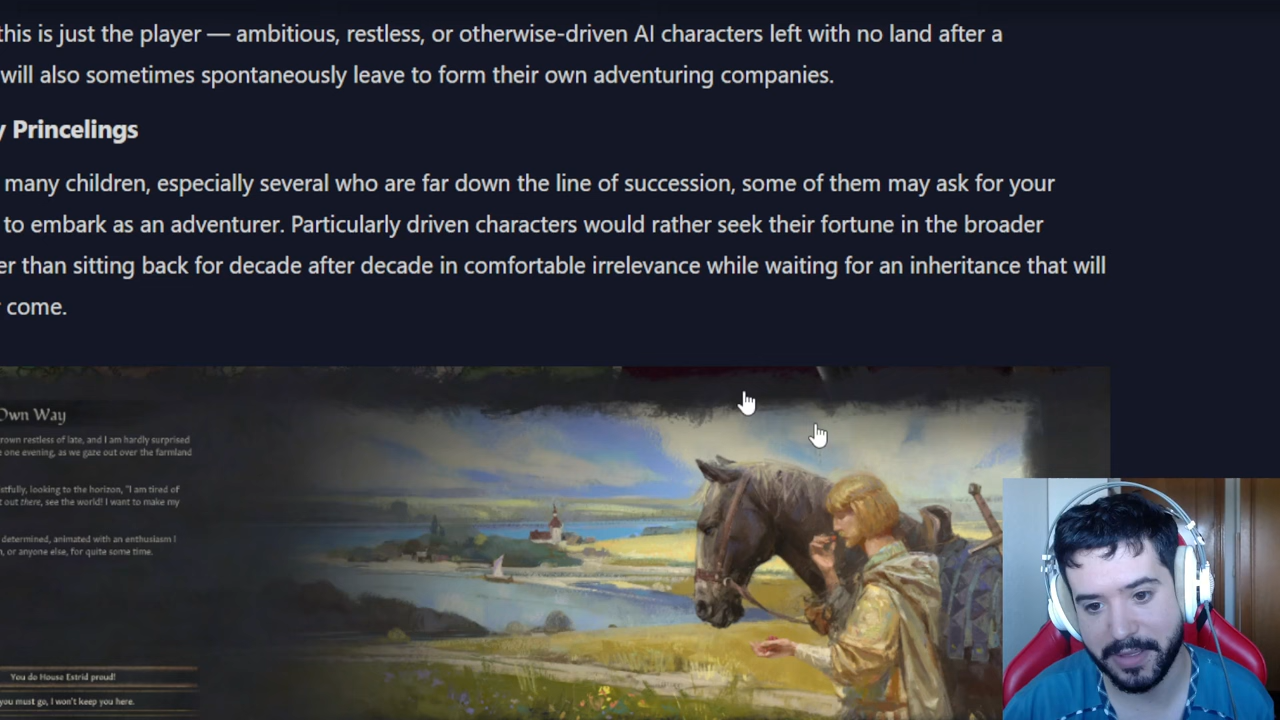 this is just the player — ambitious, restless, or otherwise-driven AI characters left with no land after a
will also sometimes spontaneously leave to form their own adventuring companies.
y Princelings
many children, especially several who are far down the line of succession, some of them may ask for your
to embark as an adventurer. Particularly driven characters would rather seek their fortune in the broader
er than sitting back for decade after decade in comfortable irrelevance while waiting for an inheritance that will
come.
Own Way
rown restless of late, and I am hardly surprised
one evening, as we gaze out over the farmland
stfully, looking to the horizon, "I am tired of
t out there, see the world! I want to make my
determined, animated with an enthusiasm I
, or anyone else, for quite some time.
You do House Estrid proud!
you must go, I won't keep you here.